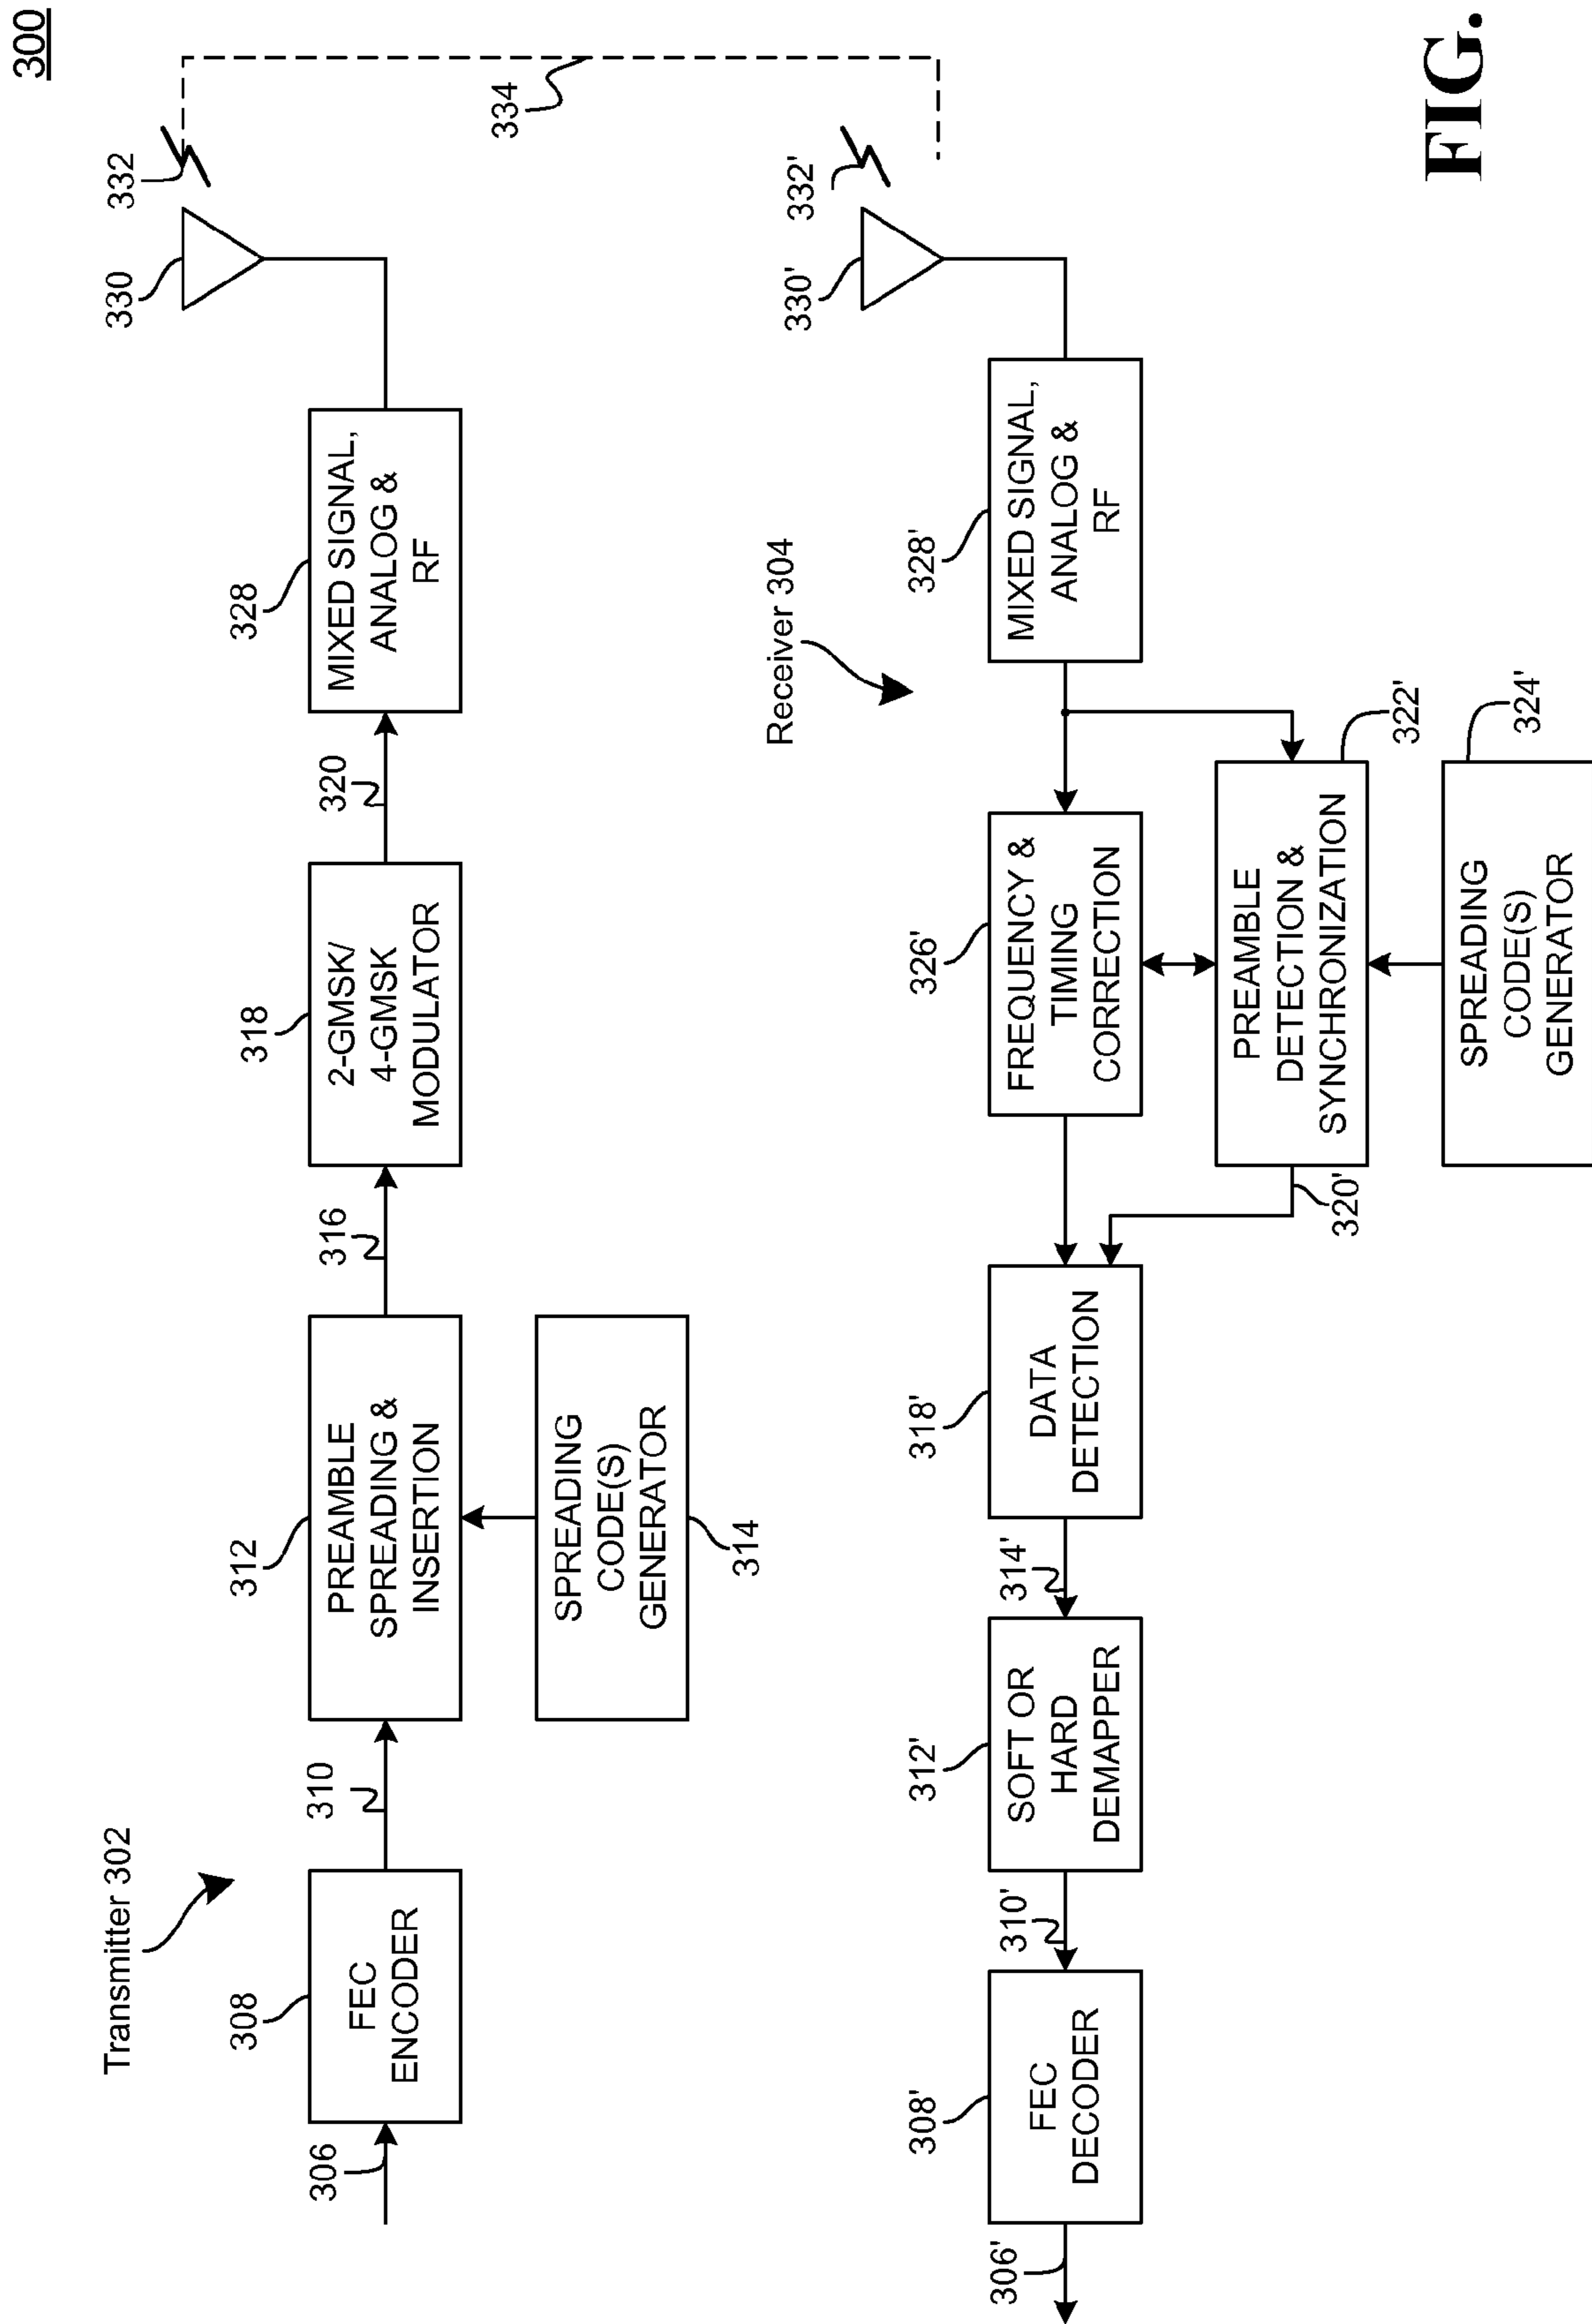 300
Transmitter 302
306
308
FEC
ENCODER
310
312
PREAMBLE
SPREADING &
INSERTION
SPREADING
CODE(S)
GENERATOR
314
316
318
2-GMSK/
4-GMSK
MODULATOR
320
328
MIXED SIGNAL,
ANALOG &
RF
330
332
334
Receiver 304
306'
308'
FEC
DECODER
310'
312'
SOFT OR
HARD
DEMAPPER
314'
318'
DATA
DETECTION
320'
326'
FREQUENCY &
TIMING
CORRECTION
PREAMBLE
DETECTION &
SYNCHRONIZATION
322'
SPREADING
CODE(S)
GENERATOR
324'
328'
MIXED SIGNAL,
ANALOG &
RF
330'
332'
FIG.